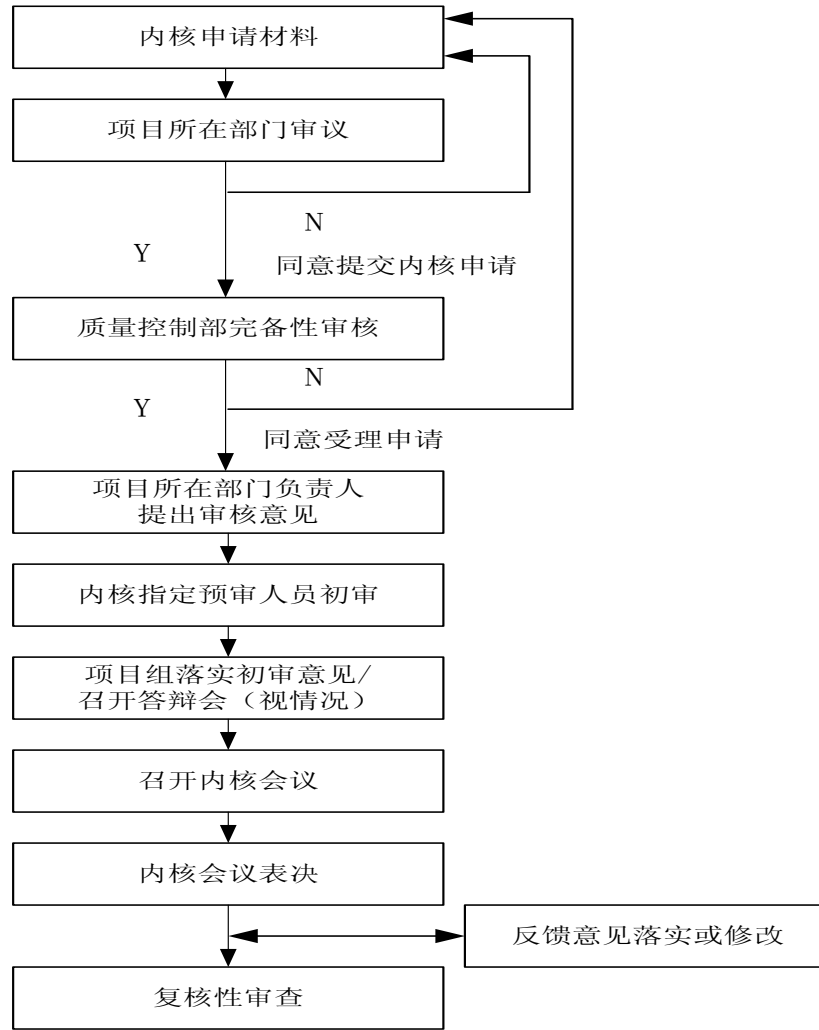 内核申请材料
项目所在部门审议
N
Y
同意提交内核申请
质量控制部完备性审核
N
Y
同意受理申请
项目所在部门负责人
提出审核意见
内核指定预审人员初审
项目组落实初审意见/
召开答辩会（视情况）
召开内核会议
内核会议表决
反馈意见落实或修改
复核性审查